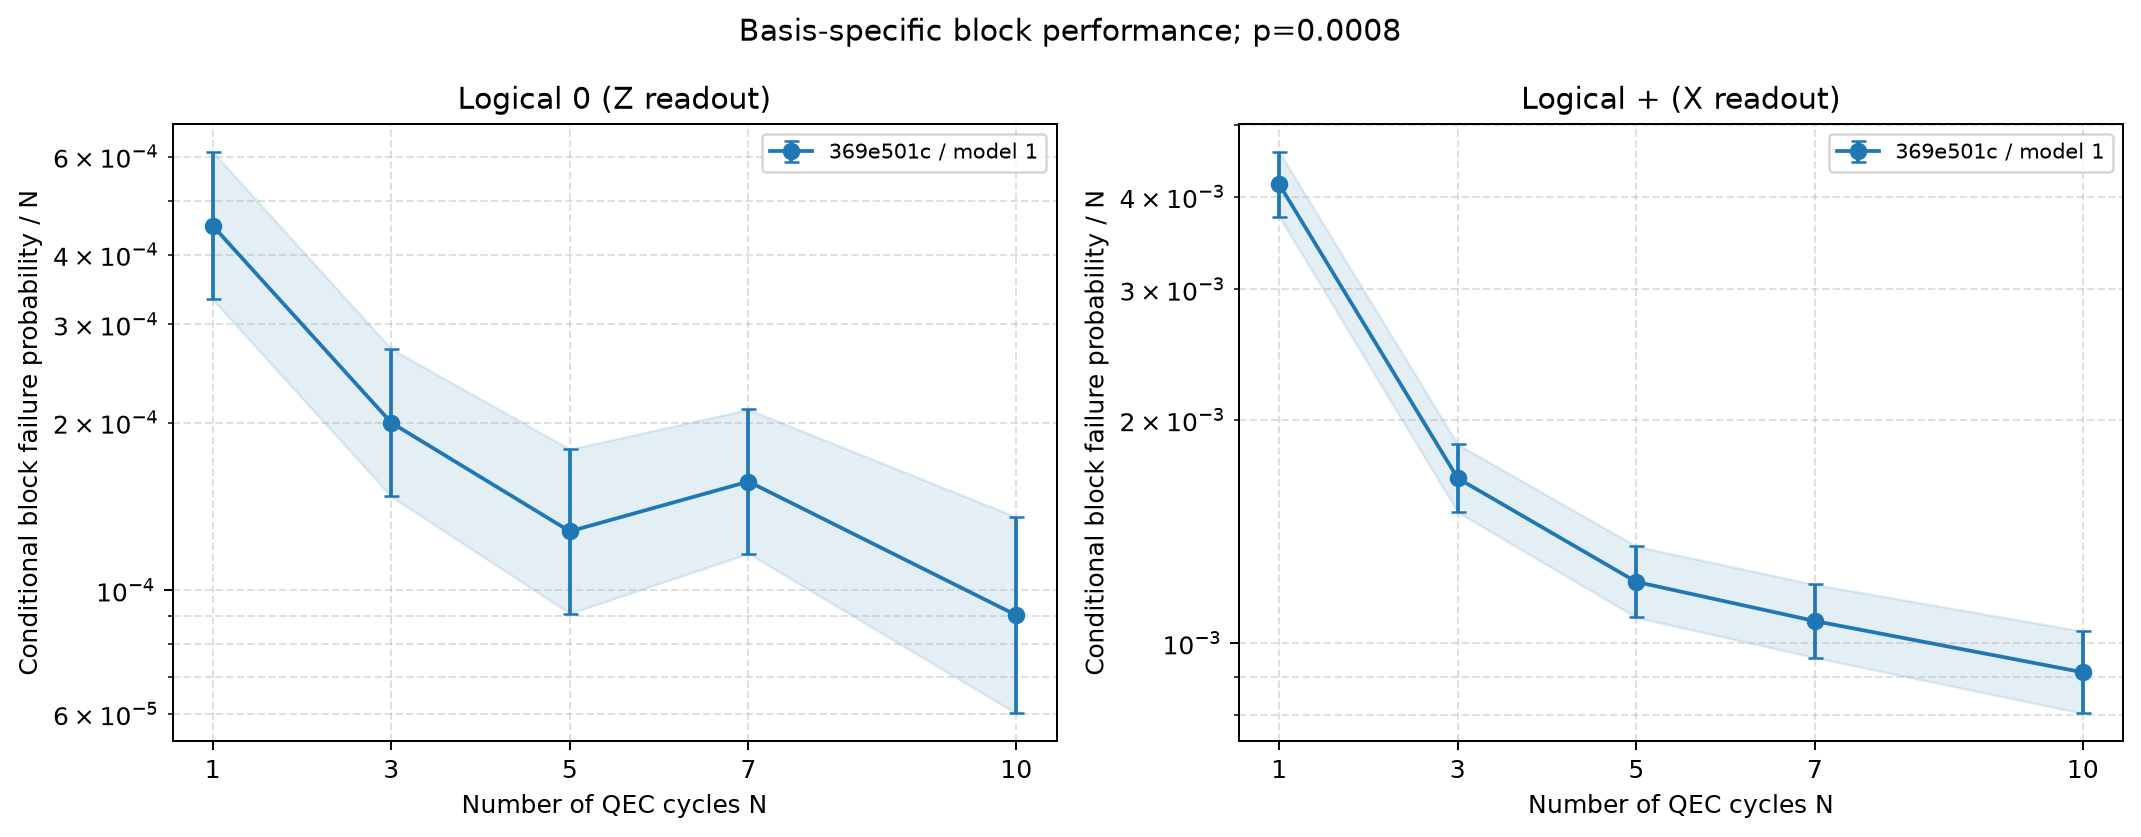 Basis-specific block performance; p=0.0008
Logical 0 (Z readout)
Conditional block failure probability / N
6 × 10⁻⁴
4 × 10⁻⁴
3 × 10⁻⁴
2 × 10⁻⁴
10⁻⁴
6 × 10⁻⁵
369e501c / model 1
1 3 5 7 10
Number of QEC cycles N
Logical + (X readout)
Conditional block failure probability / N
4 × 10⁻³
3 × 10⁻³
2 × 10⁻³
10⁻³
369e501c / model 1
1 3 5 7 10
Number of QEC cycles N